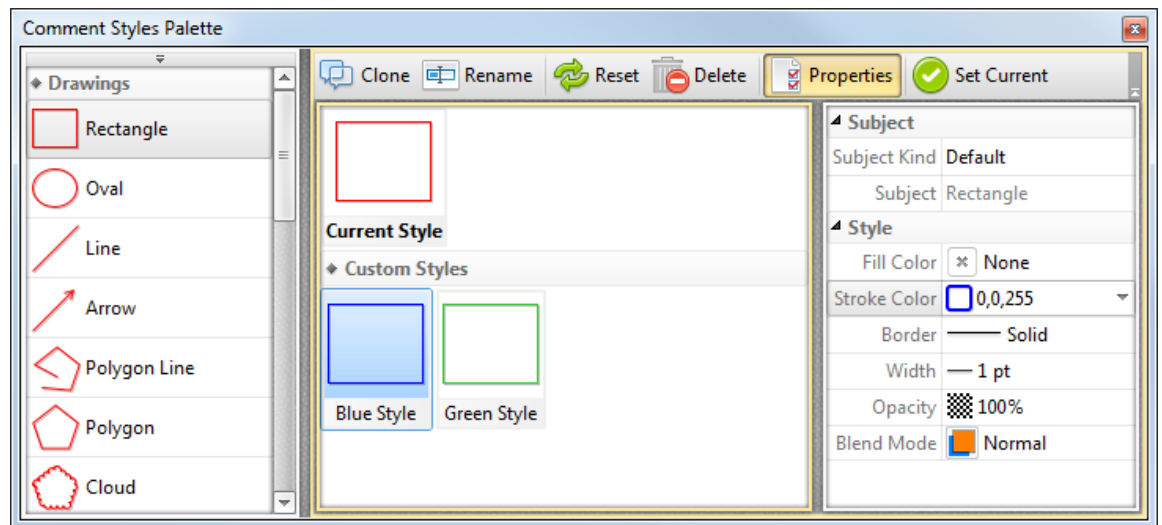 Comment Styles Palette
Drawings
Rectangle
Oval
Line
Arrow
Polygon Line
Polygon
Cloud
Clone Rename Reset Delete Properties Set Current
Current Style
Custom Styles
Blue Style Green Style
Subject
Subject Kind Default
Subject Rectangle
Style
Fill Color None
Stroke Color 0,0,255
Border Solid
Width 1 pt
Opacity 100%
Blend Mode Normal